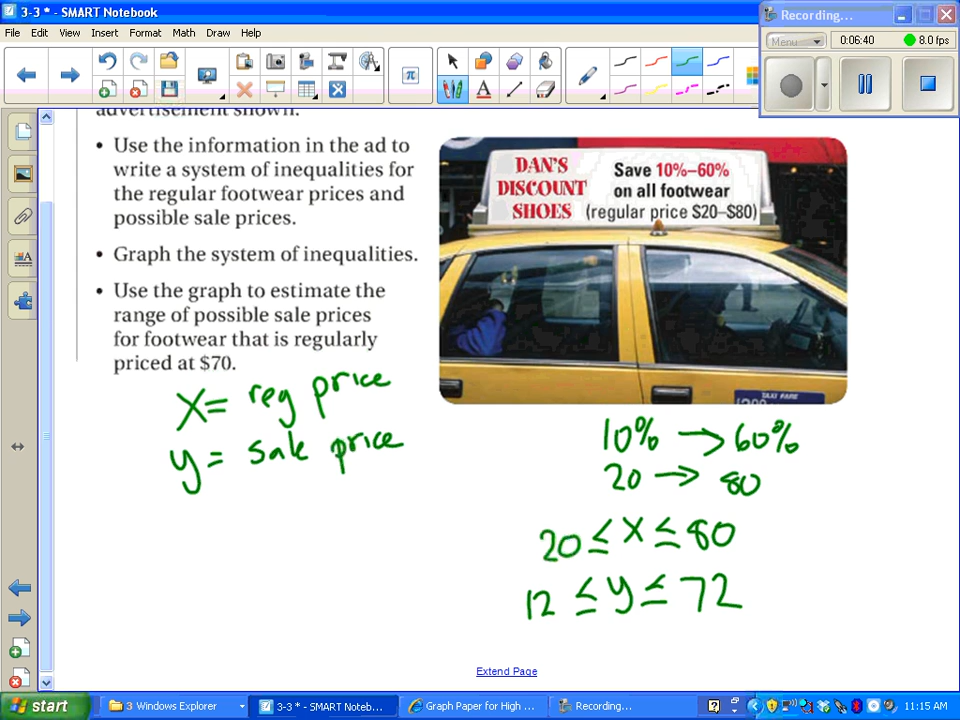 3-3 * - SMART Notebook
File Edit View Insert Format Math Draw Help
Recording...
Menu
0:06:40
8.0 fps
advertisement shown.
• Use the information in the ad to
write a system of inequalities for
the regular footwear prices and
possible sale prices.
• Graph the system of inequalities.
• Use the graph to estimate the
range of possible sale prices
for footwear that is regularly
priced at $70.
DAN'S
DISCOUNT
SHOES
Save 10%–60%
on all footwear
(regular price $20–$80)
TAXI FARE
x= reg price
y= sale price
10% → 60%
20 → 80
20 ≤ x ≤ 80
12 ≤ y ≤ 72
Extend Page
start
3 Windows Explorer
3-3 * - SMART Noteb...
Graph Paper for High ...
Recording...
11:15 AM